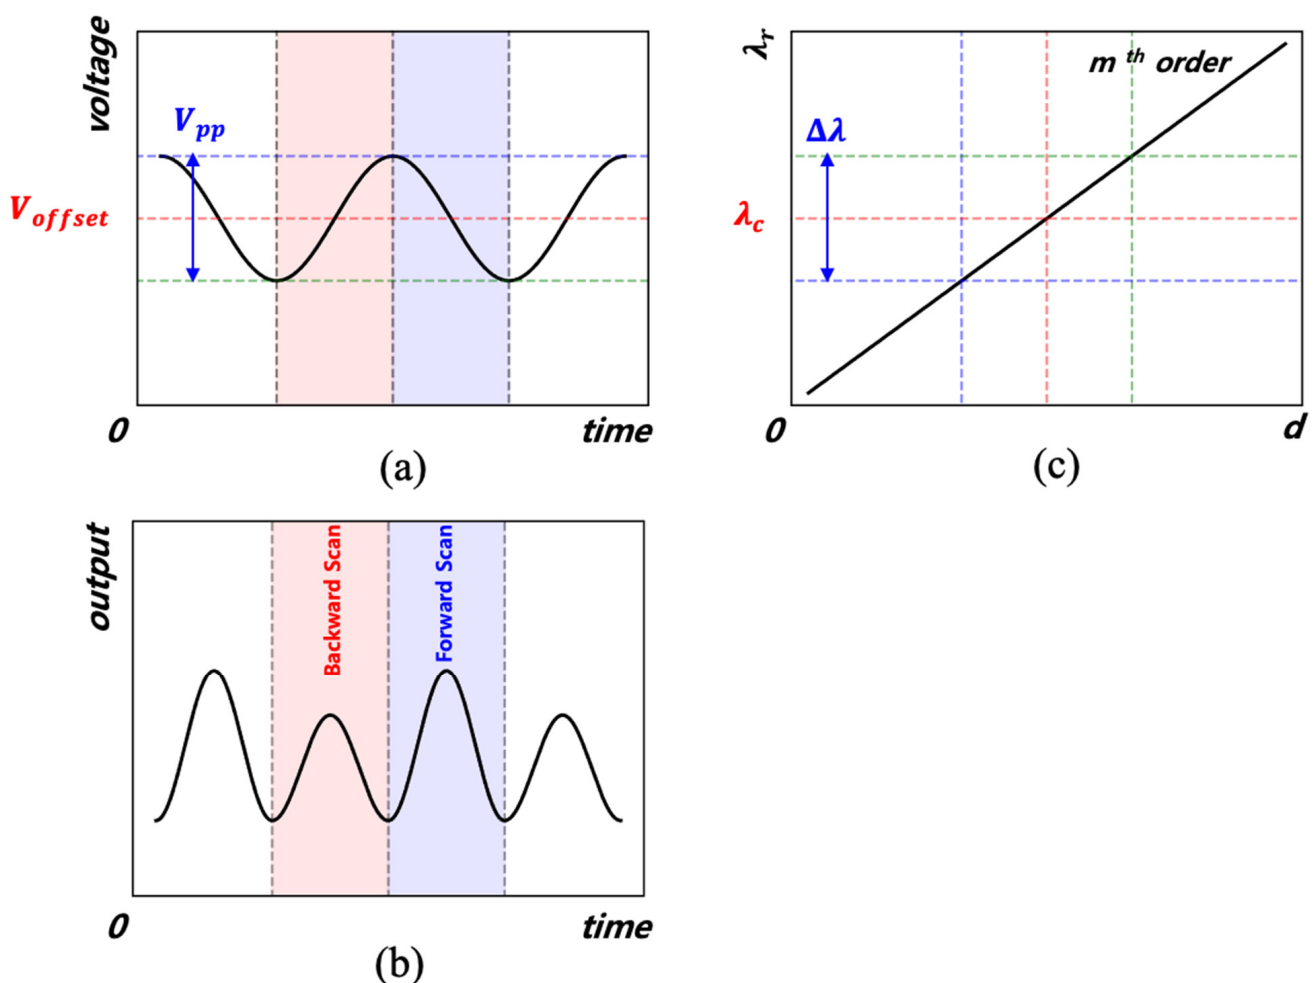 voltage
V_pp
V_offset
0
time
(a)
λ_r
m th order
Δλ
λ_c
0
d
(c)
output
Backward Scan
Forward Scan
0
time
(b)